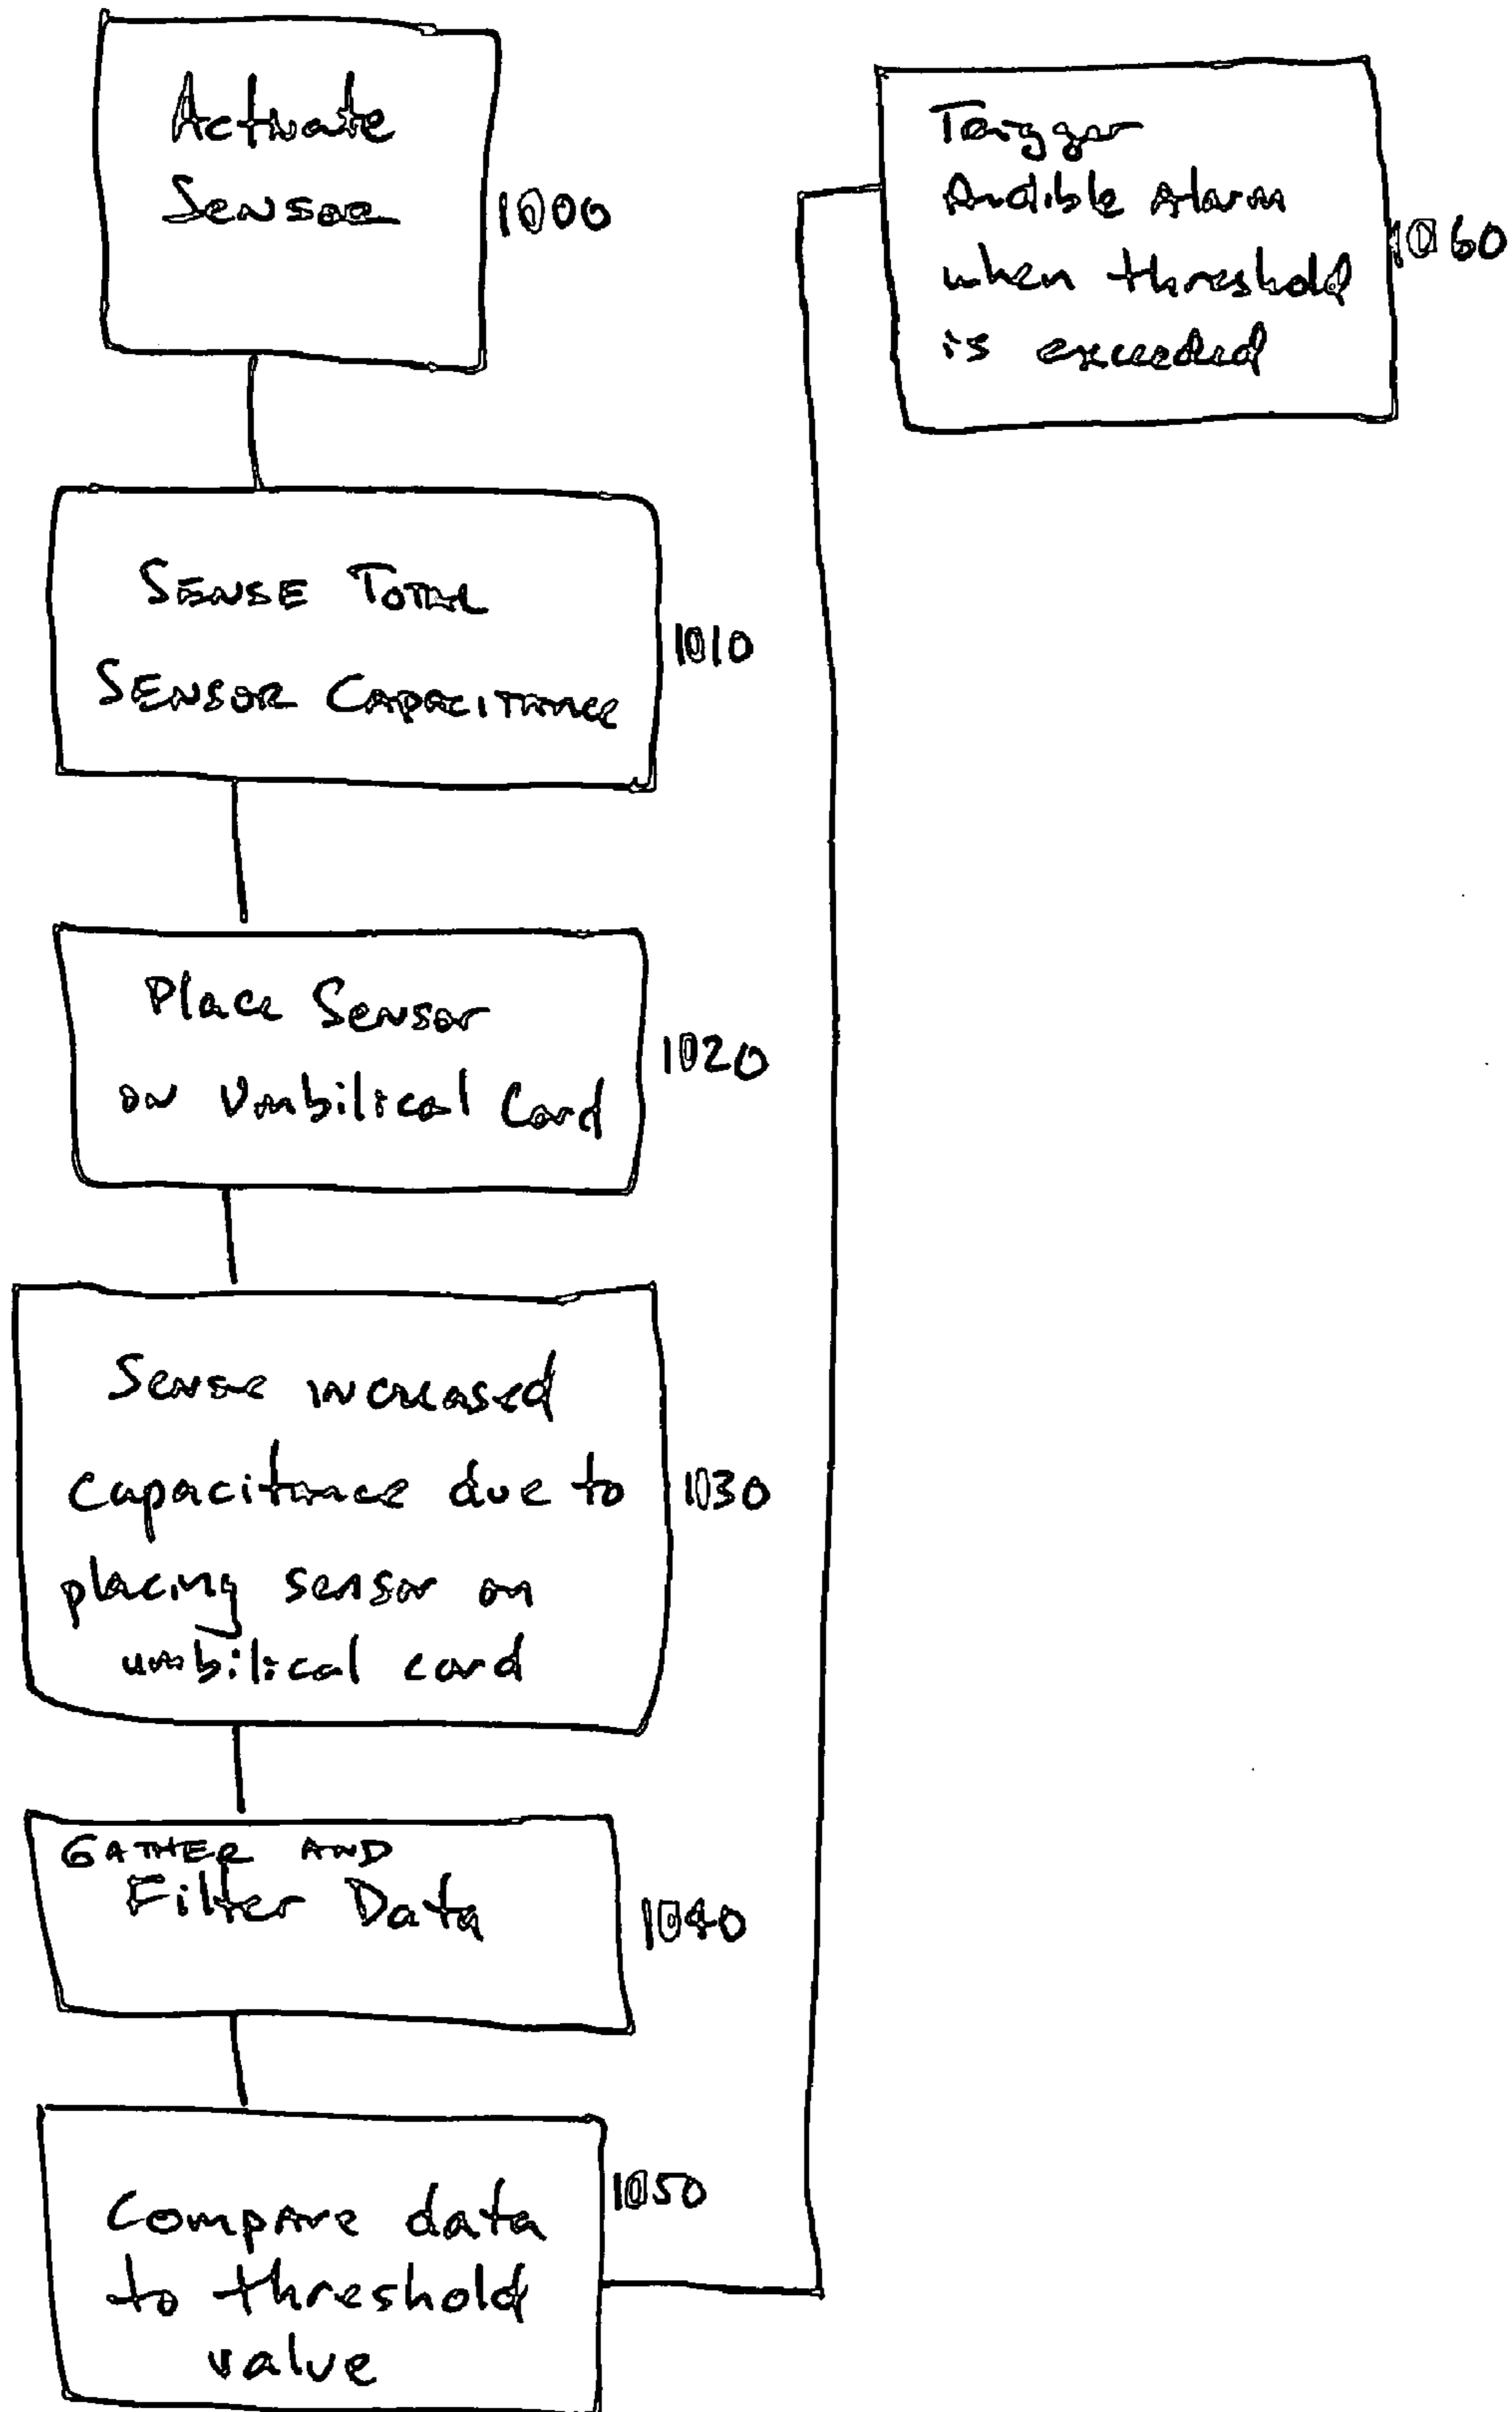 Activate
Sensor
1000
SENSE TOTAL
SENSOR CAPACITANCE
1010
Place Sensor
on Umbilical Cord
1020
Sense increased
capacitance due to
placing sensor on
umbilical cord
1030
GATHER AND
Filter Data
1040
Compare data
to threshold
value
1050
Trigger
Audible Alarm
when threshold
is exceeded
1060